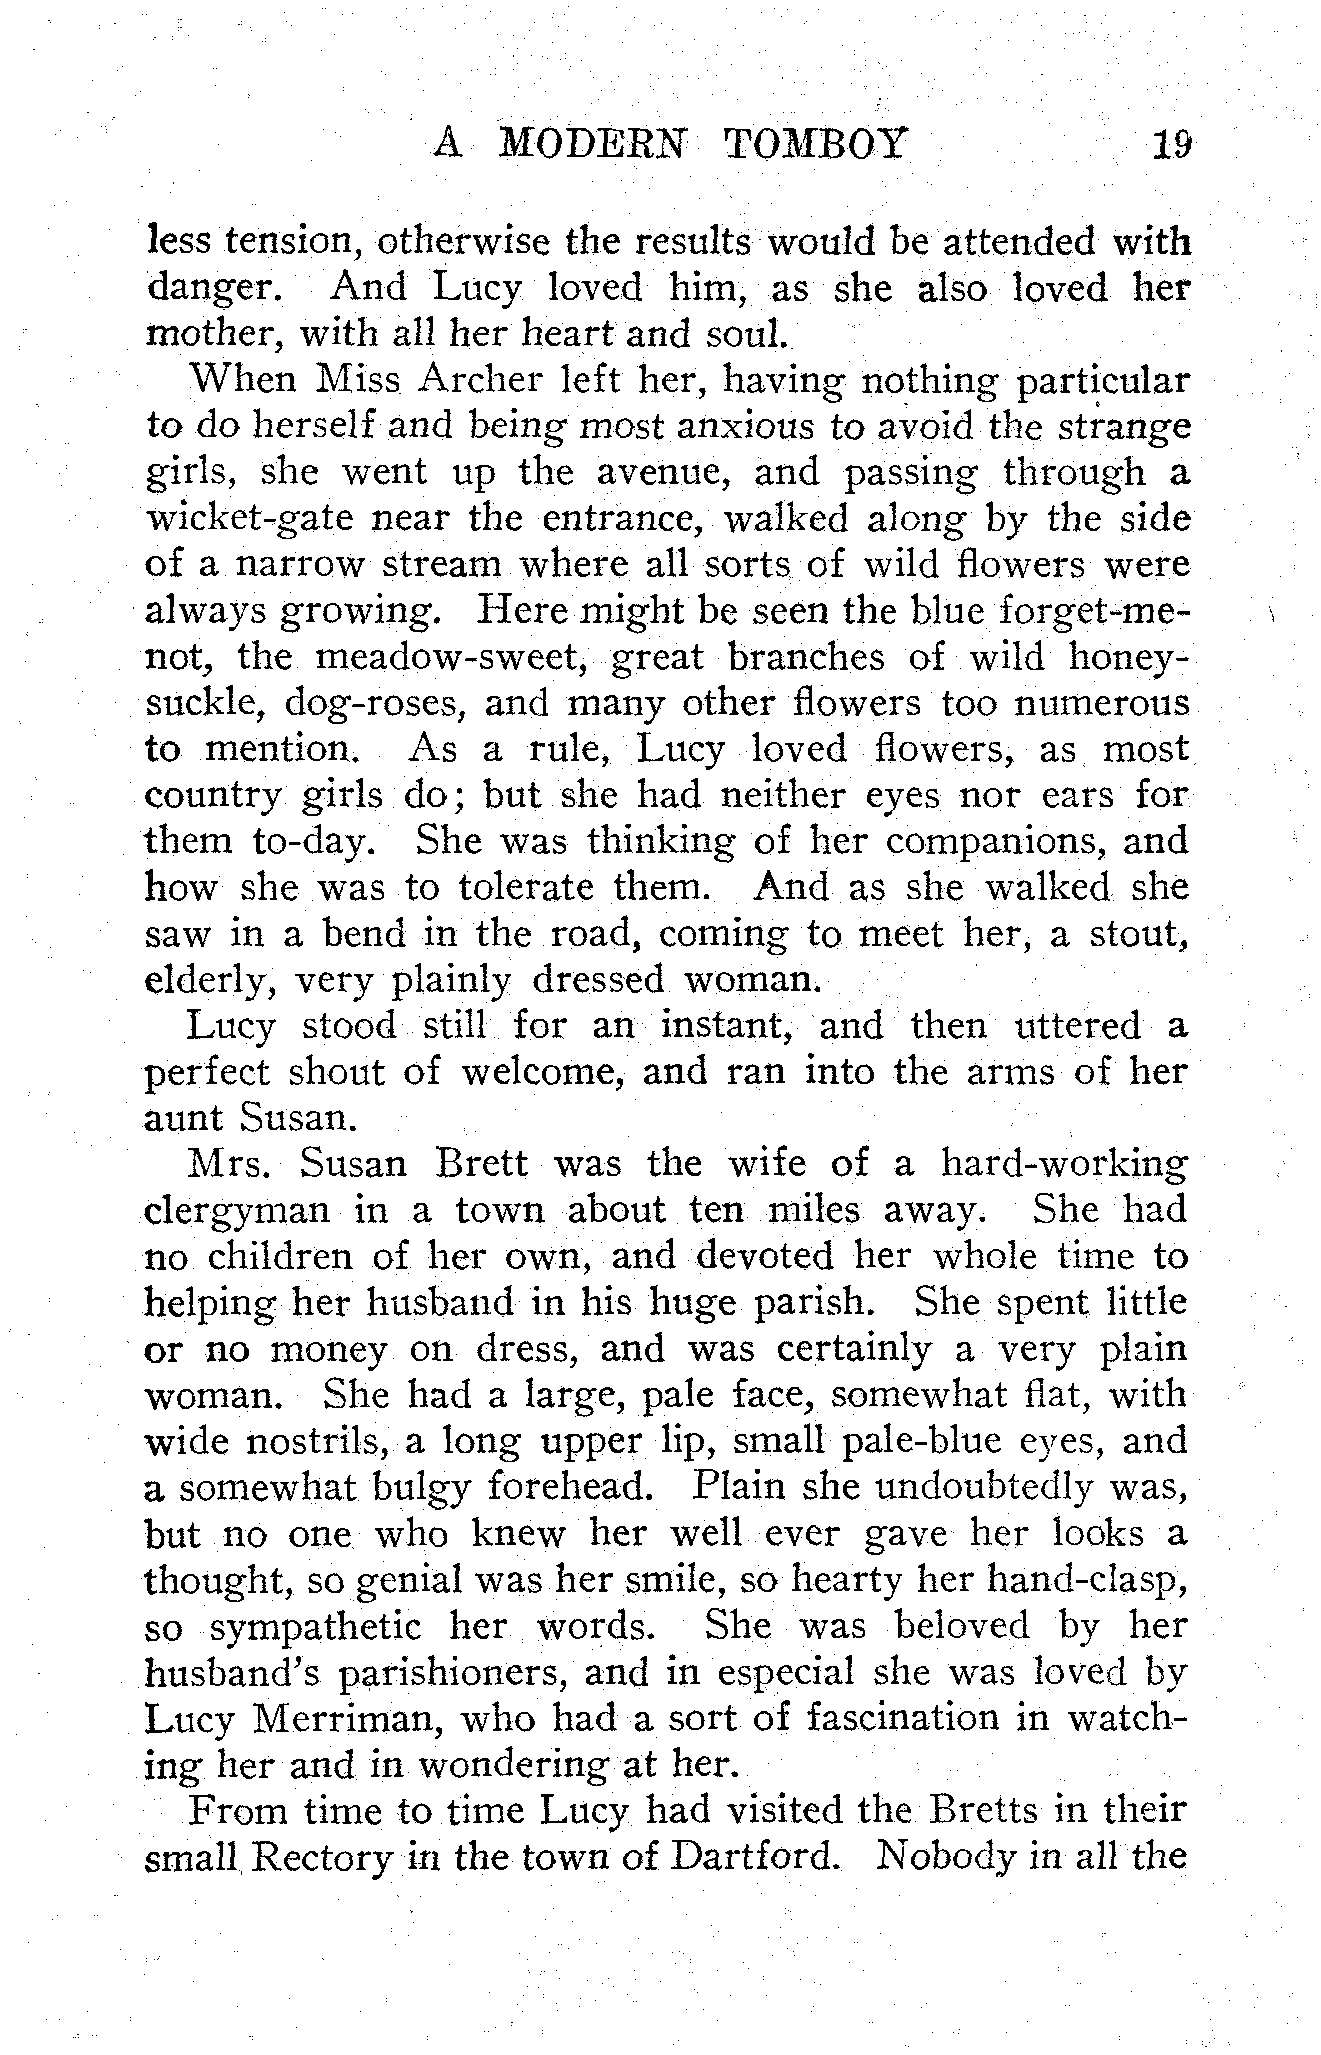 A MODERN TOMBOY 19
less tension, otherwise the results would be attended with
danger. And Lucy loved him, as she also loved her
mother, with all her heart and soul.
When Miss Archer left her, having nothing particular
to do herself and being most anxious to avoid the strange
girls, she went up the avenue, and passing through a
wicket-gate near the entrance, walked along by the side
of a narrow stream where all sorts of wild flowers were
always growing. Here might be seen the blue forget-me-
not, the meadow-sweet, great branches of wild honey-
suckle, dog-roses, and many other flowers too numerous
to mention. As a rule, Lucy loved flowers, as most
country girls do; but she had neither eyes nor ears for
them to-day. She was thinking of her companions, and
how she was to tolerate them. And as she walked she
saw in a bend in the road, coming to meet her, a stout,
elderly, very plainly dressed woman.
Lucy stood still for an instant, and then uttered a
perfect shout of welcome, and ran into the arms of her
aunt Susan.
Mrs. Susan Brett was the wife of a hard-working
clergyman in a town about ten miles away. She had
no children of her own, and devoted her whole time to
helping her husband in his huge parish. She spent little
or no money on dress, and was certainly a very plain
woman. She had a large, pale face, somewhat flat, with
wide nostrils, a long upper lip, small pale-blue eyes, and
a somewhat bulgy forehead. Plain she undoubtedly was,
but no one who knew her well ever gave her looks a
thought, so genial was her smile, so hearty her hand-clasp,
so sympathetic her words. She was beloved by her
husband's parishioners, and in especial she was loved by
Lucy Merriman, who had a sort of fascination in watch-
ing her and in wondering at her.
From time to time Lucy had visited the Bretts in their
small Rectory in the town of Dartford. Nobody in all the